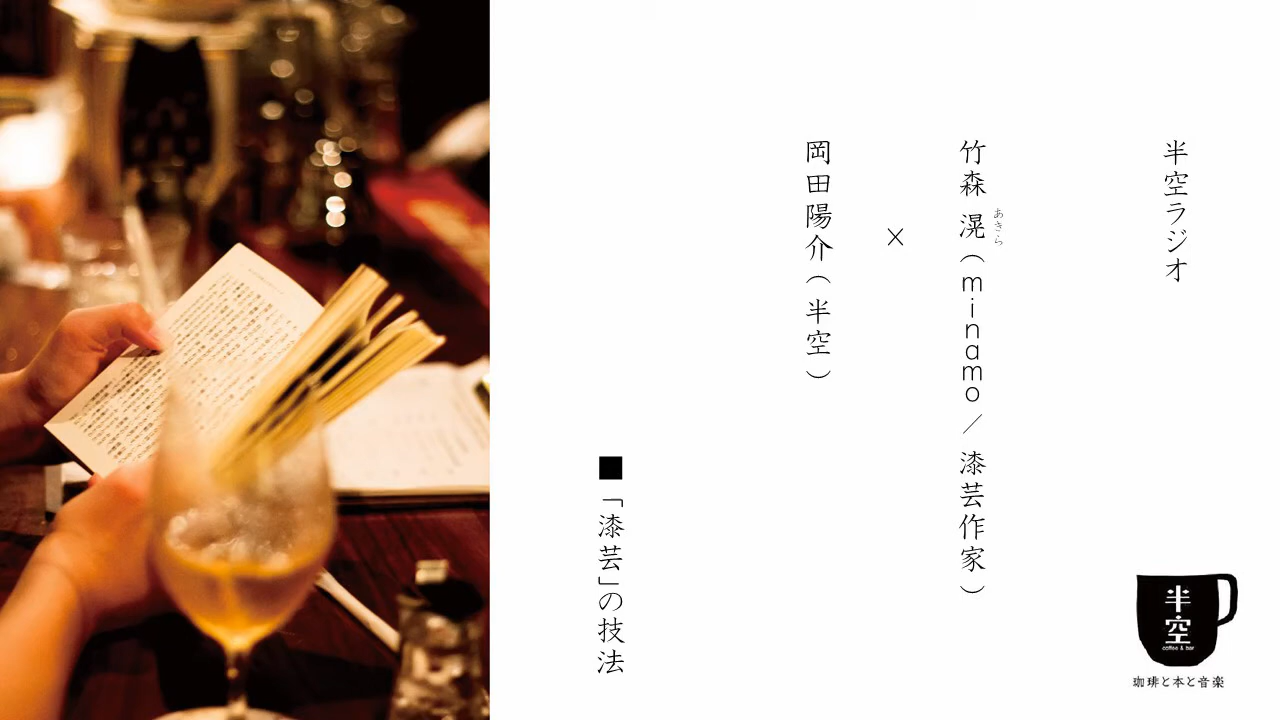 半空ラジオ
竹森 滉（minamo／漆芸作家）
あきら
×
岡田陽介（半空）
■「漆芸」の技法
半空
coffee & bar
珈琲と本と音楽